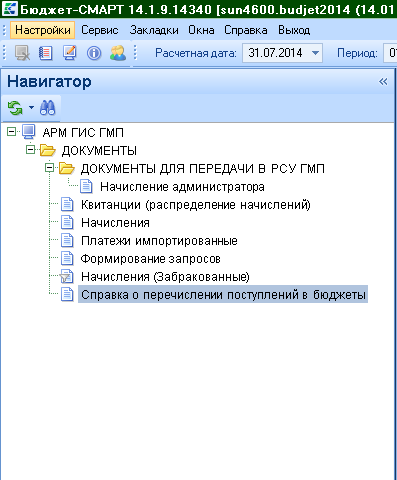 Бюджет-СМАРТ 14.1.9.14340 [sun4600.budjet2014 (14.01
Настройки Сервис Закладки Окна Справка Выход
Расчетная дата: 31.07.2014 Период: 01
Навигатор
АРМ ГИС ГМП
ДОКУМЕНТЫ
ДОКУМЕНТЫ ДЛЯ ПЕРЕДАЧИ В РСУ ГМП
Начисление администратора
Квитанции (распределение начислений)
Начисления
Платежи импортированные
Формирование запросов
Начисления (Забракованные)
Справка о перечислении поступлений в бюджеты